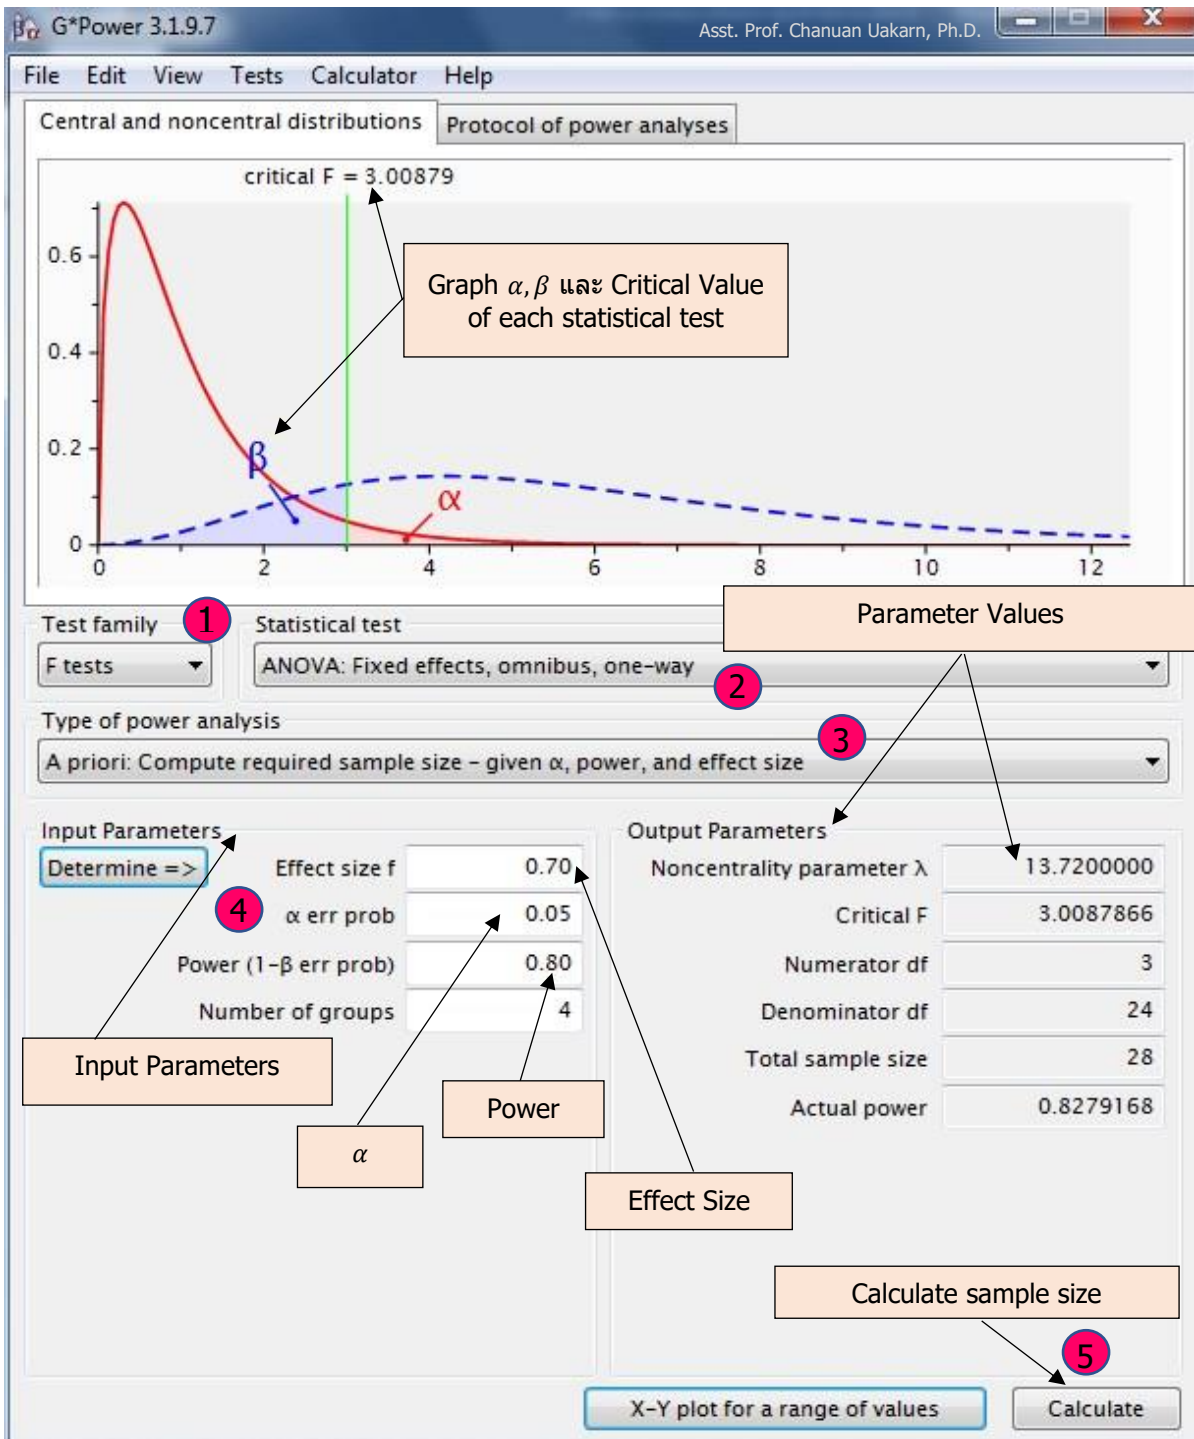 G*Power 3.1.9.7
Asst. Prof. Chanuan Uakarn, Ph.D.
File Edit View Tests Calculator Help
Central and noncentral distributions
Protocol of power analyses
critical F = 3.00879
0.6
0.4
0.2
0
0 2 4 6 8 10 12
β
α
Graph α, β และ Critical Value
of each statistical test
Parameter Values
Test family
1
Statistical test
F tests
ANOVA: Fixed effects, omnibus, one-way
2
Type of power analysis
3
A priori: Compute required sample size – given α, power, and effect size
Input Parameters
Determine =>
4
Effect size f 0.70
α err prob 0.05
Power (1-β err prob) 0.80
Number of groups 4
Input Parameters
α
Power
Effect Size
Output Parameters
Noncentrality parameter λ 13.7200000
Critical F 3.0087866
Numerator df 3
Denominator df 24
Total sample size 28
Actual power 0.8279168
Calculate sample size
5
X-Y plot for a range of values
Calculate